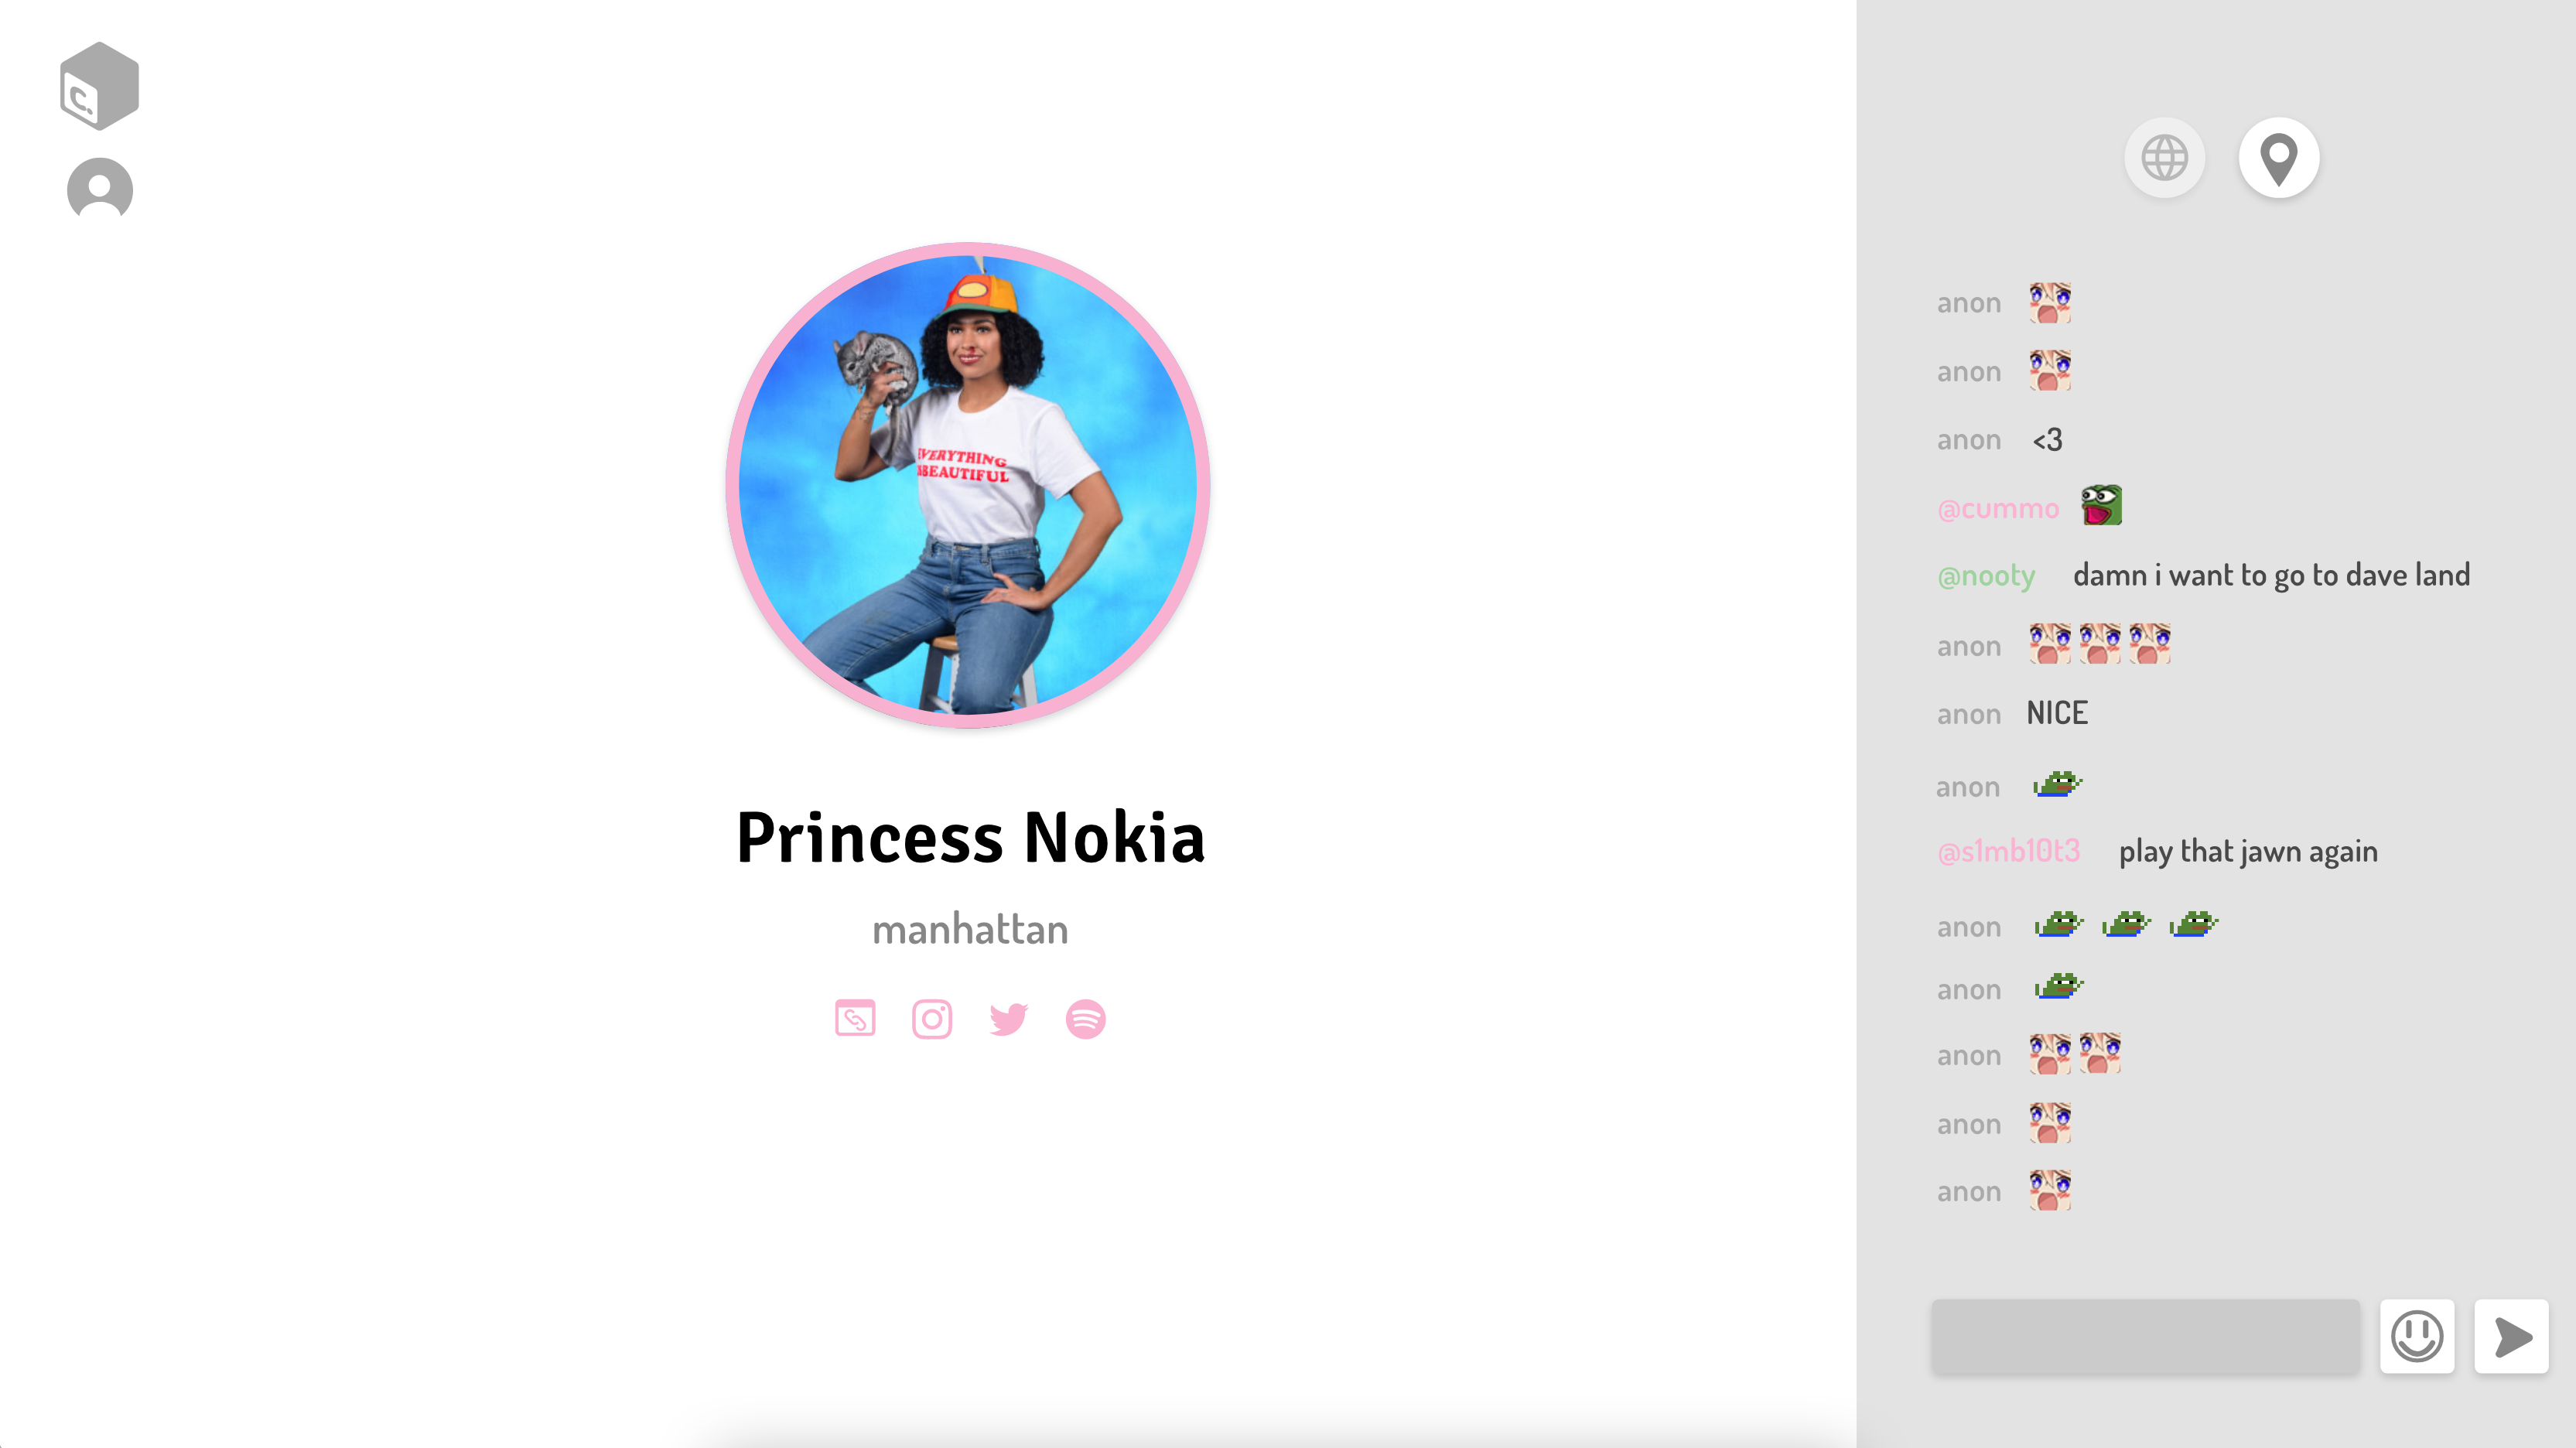 c.
EVERYTHING
BEAUTIFUL
Princess Nokia
manhattan
anon
anon
anon <3
@cummo
@nooty damn i want to go to dave land
anon
anon NICE
anon
@s1mb10t3 play that jawn again
anon
anon
anon
anon
anon